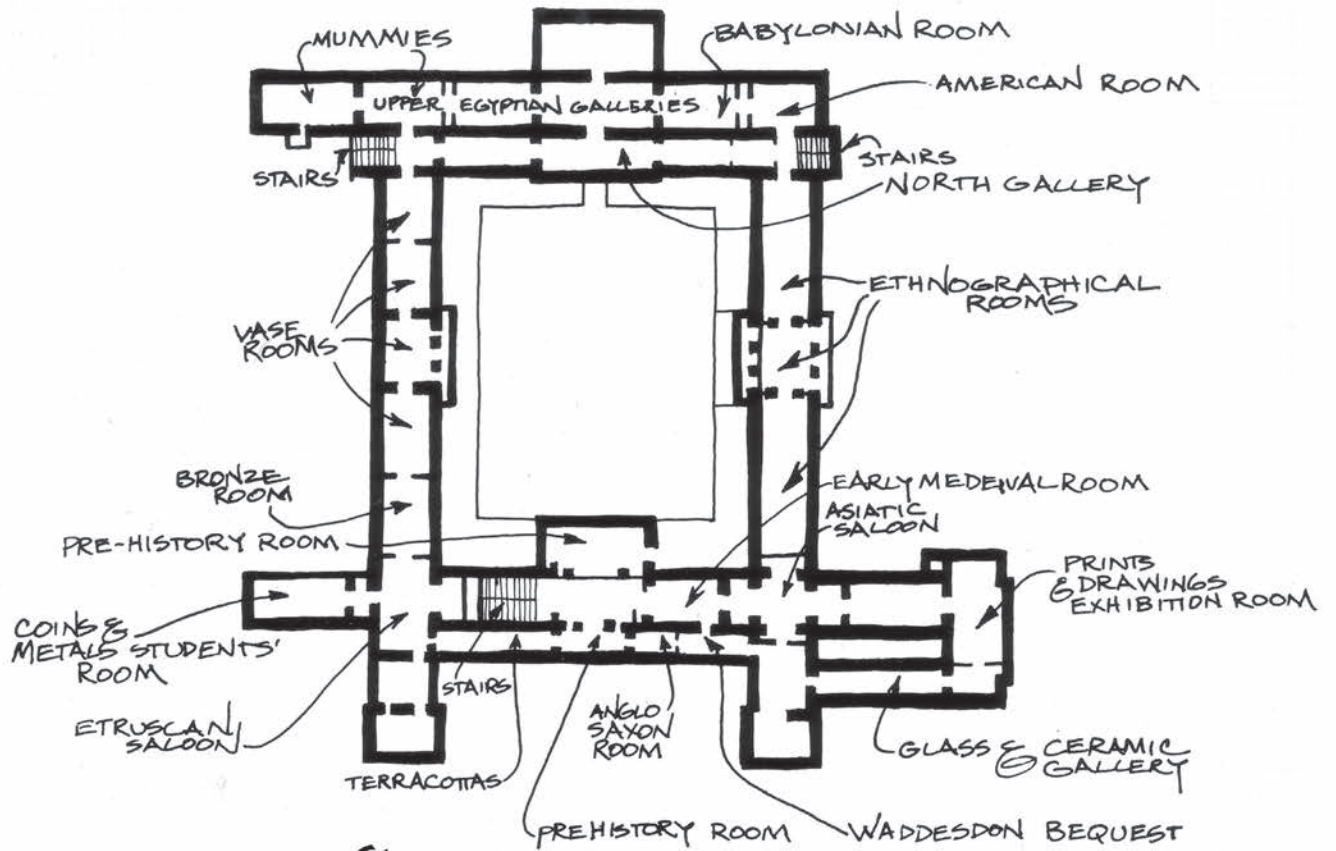 MUMMIES
BABYLONIAN ROOM
AMERICAN ROOM
UPPER EGYPTIAN GALLERIES
STAIRS
STAIRS
NORTH GALLERY
ETHNOGRAPHICAL
ROOMS
VASE
ROOMS
BRONZE
ROOM
EARLY MEDEIVAL ROOM
ASIATIC
SALOON
PRE-HISTORY ROOM
PRINTS
& DRAWINGS
EXHIBITION ROOM
COINS &
METALS STUDENTS'
ROOM
STAIRS
ANGLO
SAXON
ROOM
ETRUSCAN
SALOON
GLASS & CERAMIC
GALLERY
TERRACOTTAS
PREHISTORY ROOM
WADDESDON BEQUEST